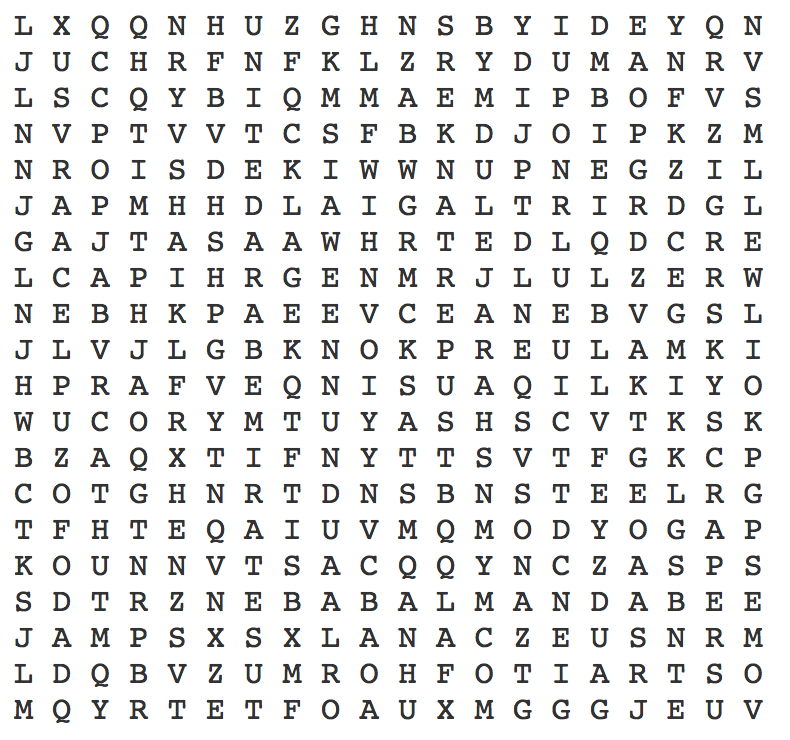 L X Q Q N H U Z G H N S B Y I D E Y Q N
J U C H R F N F K L Z R Y D U M A N R V
L S C Q Y B I Q M M A E M I P B O F V S
N V P T V V T C S F B K D J O I P K Z M
N R O I S D E K I W W N U P N E G Z I L
J A P M H H D L A I G A L T R I R D G L
G A J T A S A A W H R T E D L Q D C R E
L C A P I H R G E N M R J L U L Z E R W
N E B H K P A E E V C E A N E B V G S L
J L V J L G B K N O K P R E U L A M K I
H P R A F V E Q N I S U A Q I L K I Y O
W U C O R Y M T U Y A S H S C V T K S K
B Z A Q X T I F N Y T T S V T F G K C P
C O T G H N R T D N S B N S T E E L R G
T F H T E Q A I U V M Q M O D Y O G A P
K O U N N V T S A C Q Q Y N C Z A S P S
S D T R Z N E B A B A L M A N D A B E E
J A M P S X S X L A N A C Z E U S N R M
L D Q B V Z U M R O H F O T I A R T S O
M Q Y R T E T F O A U X M G G G J E U V